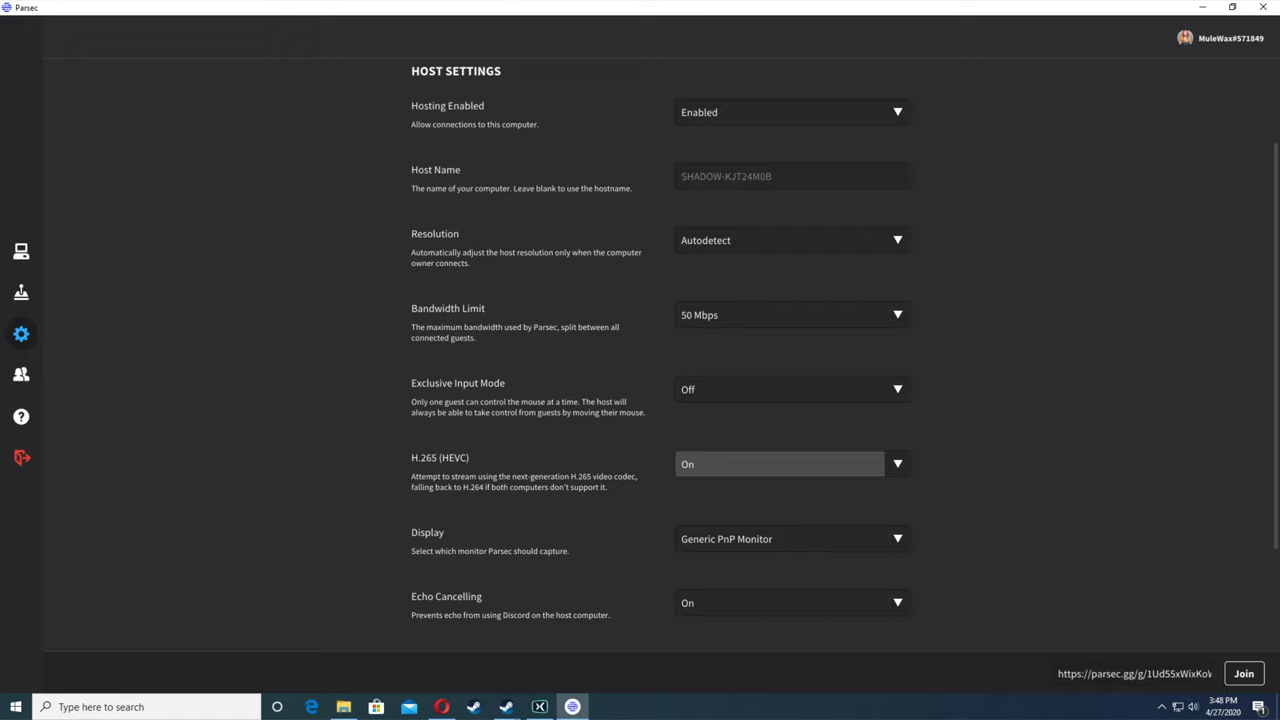 Parsec
MuleWax#571849
HOST SETTINGS
Hosting Enabled
Allow connections to this computer.
Enabled
Host Name
The name of your computer. Leave blank to use the hostname.
SHADOW-KJT24M0B
Resolution
Automatically adjust the host resolution only when the computer
owner connects.
Autodetect
Bandwidth Limit
The maximum bandwidth used by Parsec, split between all
connected guests.
50 Mbps
Exclusive Input Mode
Only one guest can control the mouse at a time. The host will
always be able to take control from guests by moving their mouse.
Off
H.265 (HEVC)
Attempt to stream using the next-generation H.265 video codec,
falling back to H.264 if both computers don't support it.
On
Display
Select which monitor Parsec should capture.
Generic PnP Monitor
Echo Cancelling
Prevents echo from using Discord on the host computer.
On
https://parsec.gg/g/1Ud55xWixKoW
Join
Type here to search
3:48 PM
4/27/2020
1